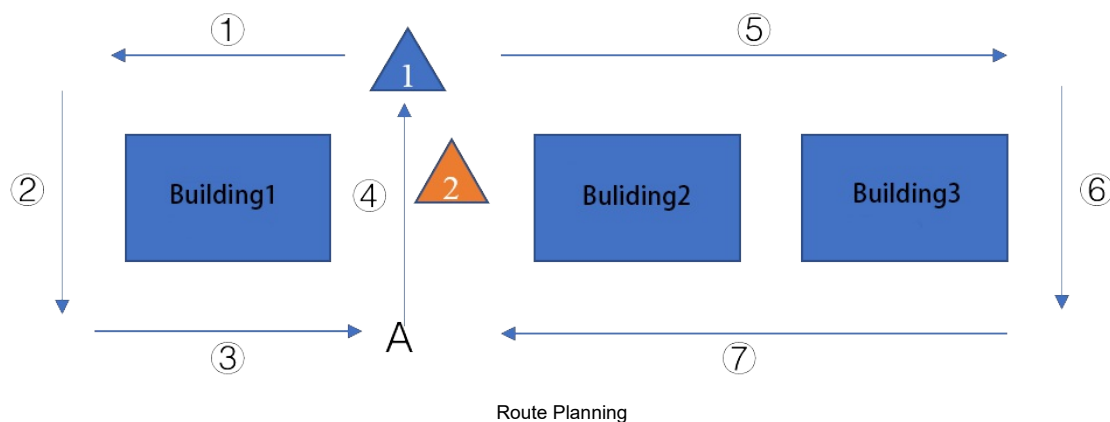 ① ⑤
1
2
② Building1 ④ Buliding2 Building3 ⑥
A
③ ⑦
Route Planning